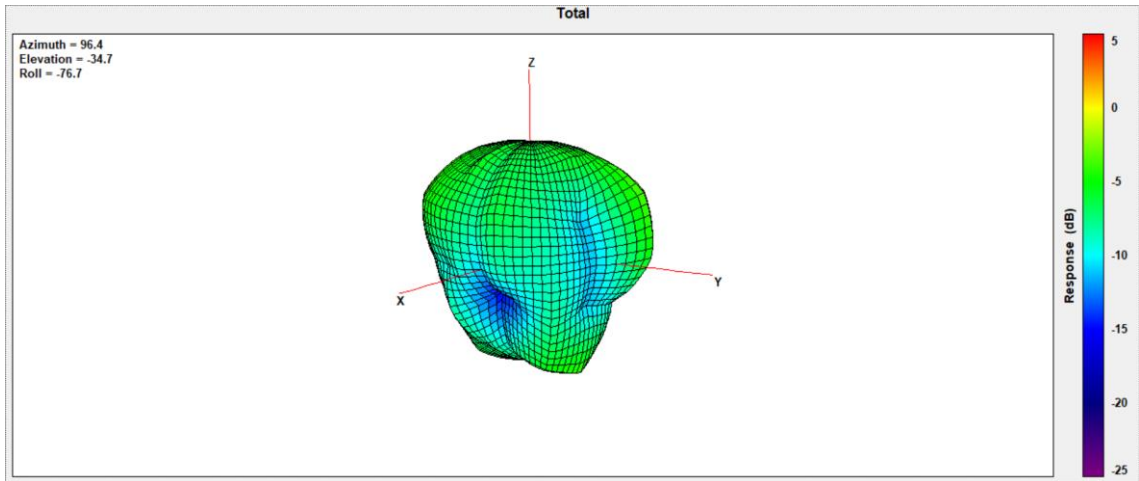 Total
Azimuth = 96.4
Elevation = -34.7
Roll = -76.7
Z
X
Y
5
0
-5
-10
-15
-20
-25
Response (dB)